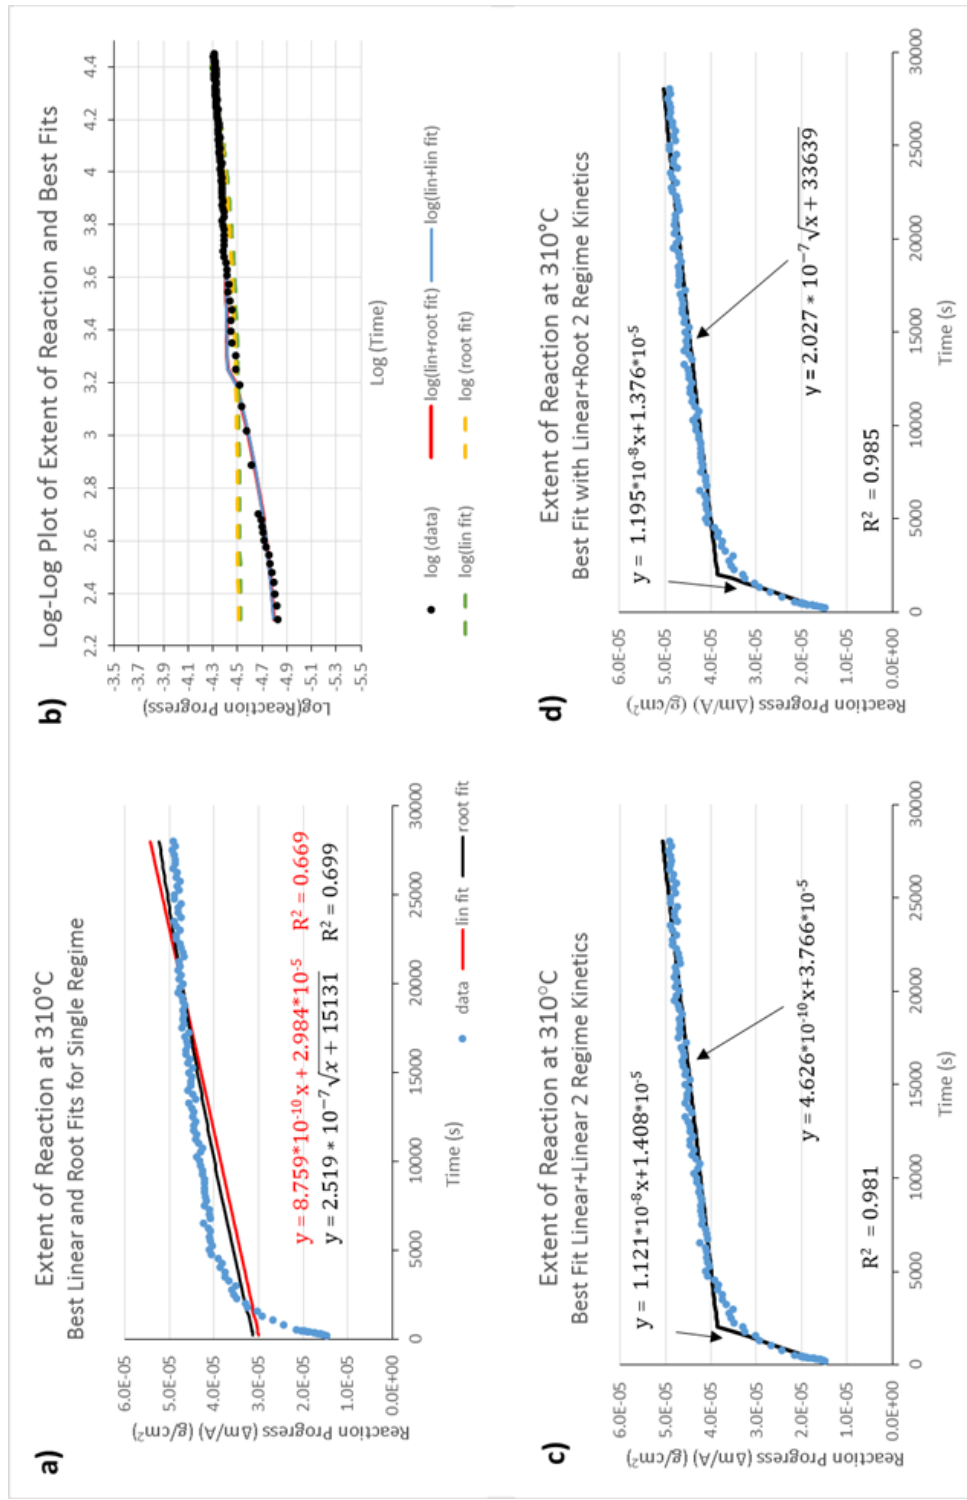 a)
Extent of Reaction at 310°C
Best Linear and Root Fits for Single Regime
Reaction Progress (Δm/A) (g/cm²)
6.0E-05
5.0E-05
4.0E-05
3.0E-05
2.0E-05
1.0E-05
0.0E+00
y = 8.759*10⁻¹⁰x + 2.984*10⁻⁵ R² = 0.669
y = 2.519 * 10⁻⁷√x + 15131 R² = 0.699
0 5000 10000 15000 20000 25000 30000
Time (s)
data lin fit root fit
b)
Log-Log Plot of Extent of Reaction and Best Fits
Log(Reaction Progress)
-3.5
-3.7
-3.9
-4.1
-4.3
-4.5
-4.7
-4.9
-5.1
-5.3
-5.5
2.2 2.4 2.6 2.8 3 3.2 3.4 3.6 3.8 4 4.2 4.4
Log (Time)
log (data) log(lin+root fit) log(lin+lin fit)
log(lin fit) log (root fit)
c)
Extent of Reaction at 310°C
Best Fit Linear+Linear 2 Regime Kinetics
Reaction Progress (Δm/A) (g/cm²)
6.0E-05
5.0E-05
4.0E-05
3.0E-05
2.0E-05
1.0E-05
0.0E+00
y = 1.121*10⁻⁸x+1.408*10⁻⁵
y = 4.626*10⁻¹⁰x+3.766*10⁻⁵
R² = 0.981
0 5000 10000 15000 20000 25000 30000
Time (s)
d)
Extent of Reaction at 310°C
Best Fit with Linear+Root 2 Regime Kinetics
Reaction Progress (Δm/A) (g/cm²)
6.0E-05
5.0E-05
4.0E-05
3.0E-05
2.0E-05
1.0E-05
0.0E+00
y = 1.195*10⁻⁸x+1.376*10⁵
y = 2.027 * 10⁻⁷√x + 33639
R² = 0.985
0 5000 10000 15000 20000 25000 30000
Time (s)